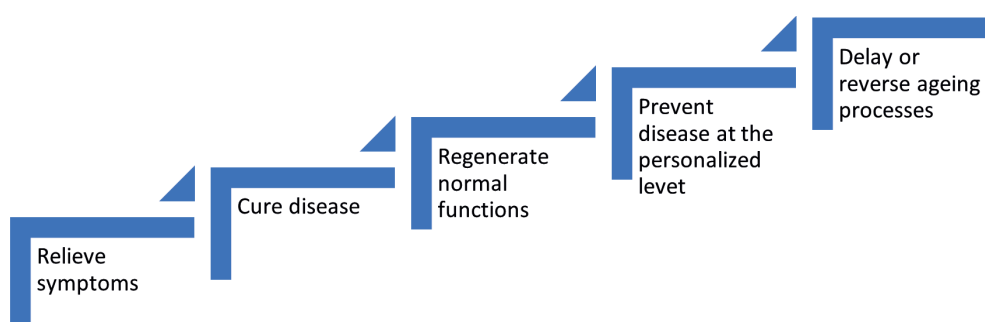 Relieve
symptoms
Cure disease
Regenerate
normal
functions
Prevent
disease at the
personalized
levet
Delay or
reverse ageing
processes